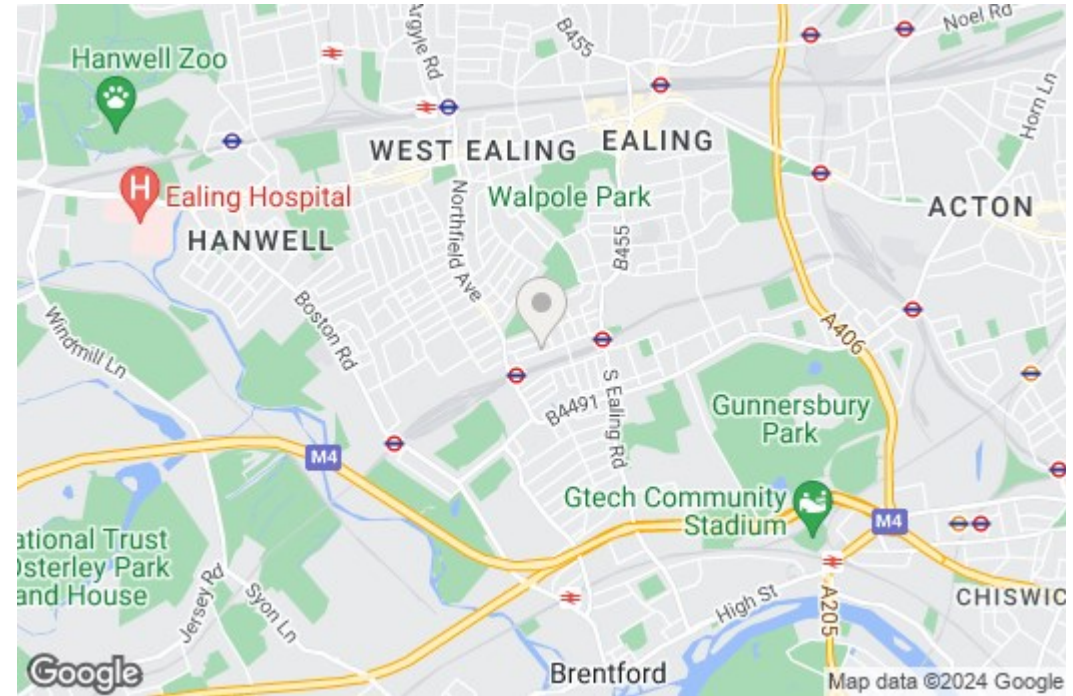 Noel Rd
Argyle Rd
B455
Hanwell Zoo
Horn Ln
WEST EALING
EALING
Ealing Hospital
H
Walpole Park
ACTON
HANWELL
Northfield Ave
B455
Boston Rd
Windmill Ln
A406
S Ealing Rd
B4491
Gunnersbury
Park
M4
Gtech Community
Stadium
M4
ational Trust
Osterley Park
and House
Jersey Rd
Syon Ln
High St
A205
CHISWIC
Brentford
Google
Map data ©2024 Google